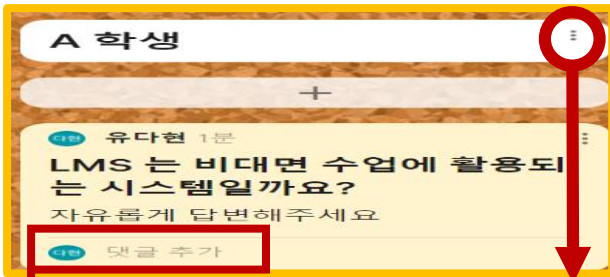 A 학생
+
다현 유다현 1분
LMS 는 비대면 수업에 활용되
는 시스템일까요?
자유롭게 답변해주세요
다현 댓글 추가